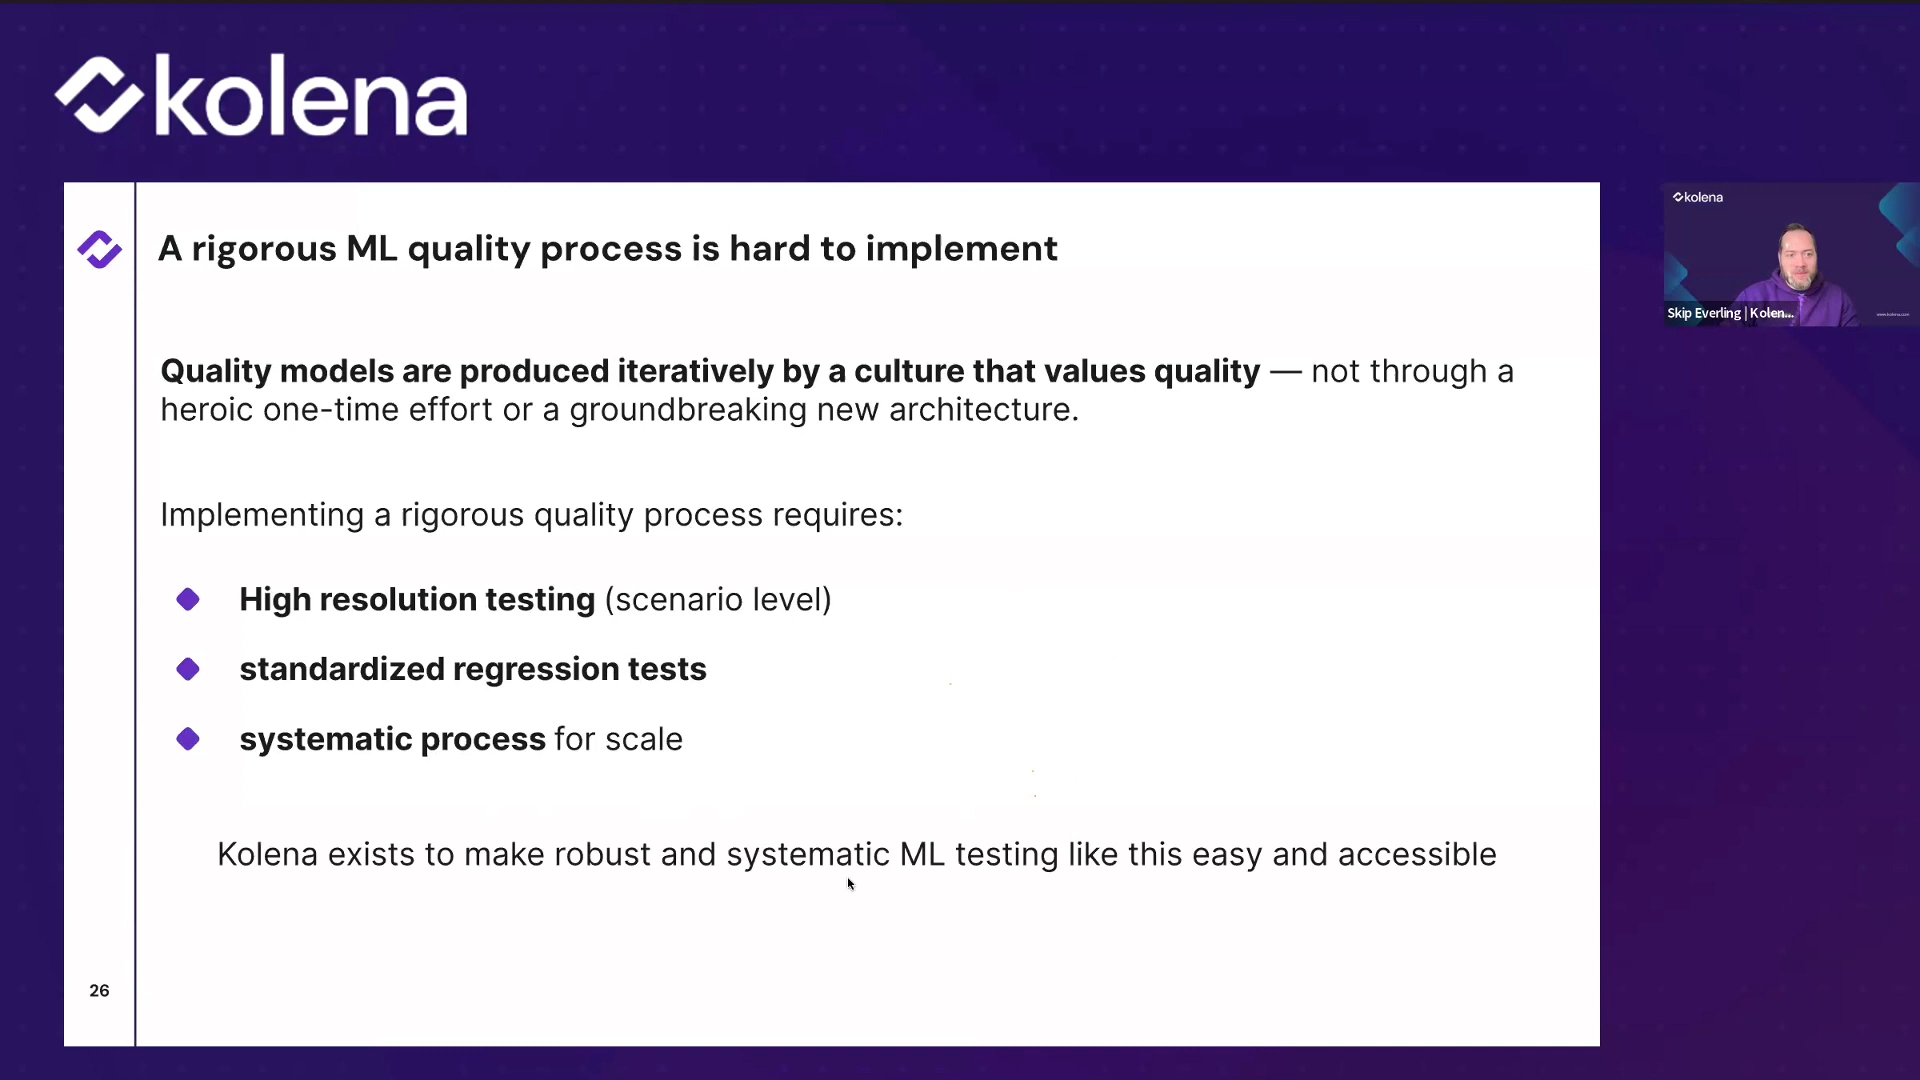 kolena
A rigorous ML quality process is hard to implement
Quality models are produced iteratively by a culture that values quality — not through a
heroic one-time effort or a groundbreaking new architecture.
Implementing a rigorous quality process requires:
High resolution testing (scenario level)
standardized regression tests
systematic process for scale
Kolena exists to make robust and systematic ML testing like this easy and accessible
26
kolena
Skip Everling | Kolen...